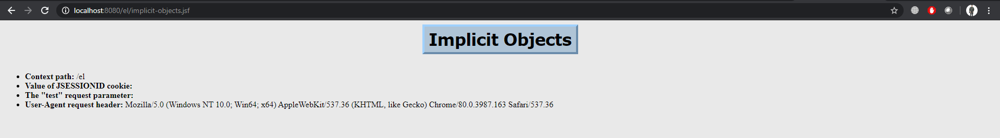 localhost:8080/el/implicit-objects.jsf
Implicit Objects
• Context path: /el
• Value of JSESSIONID cookie:
• The "test" request parameter:
• User-Agent request header: Mozilla/5.0 (Windows NT 10.0; Win64; x64) AppleWebKit/537.36 (KHTML, like Gecko) Chrome/80.0.3987.163 Safari/537.36